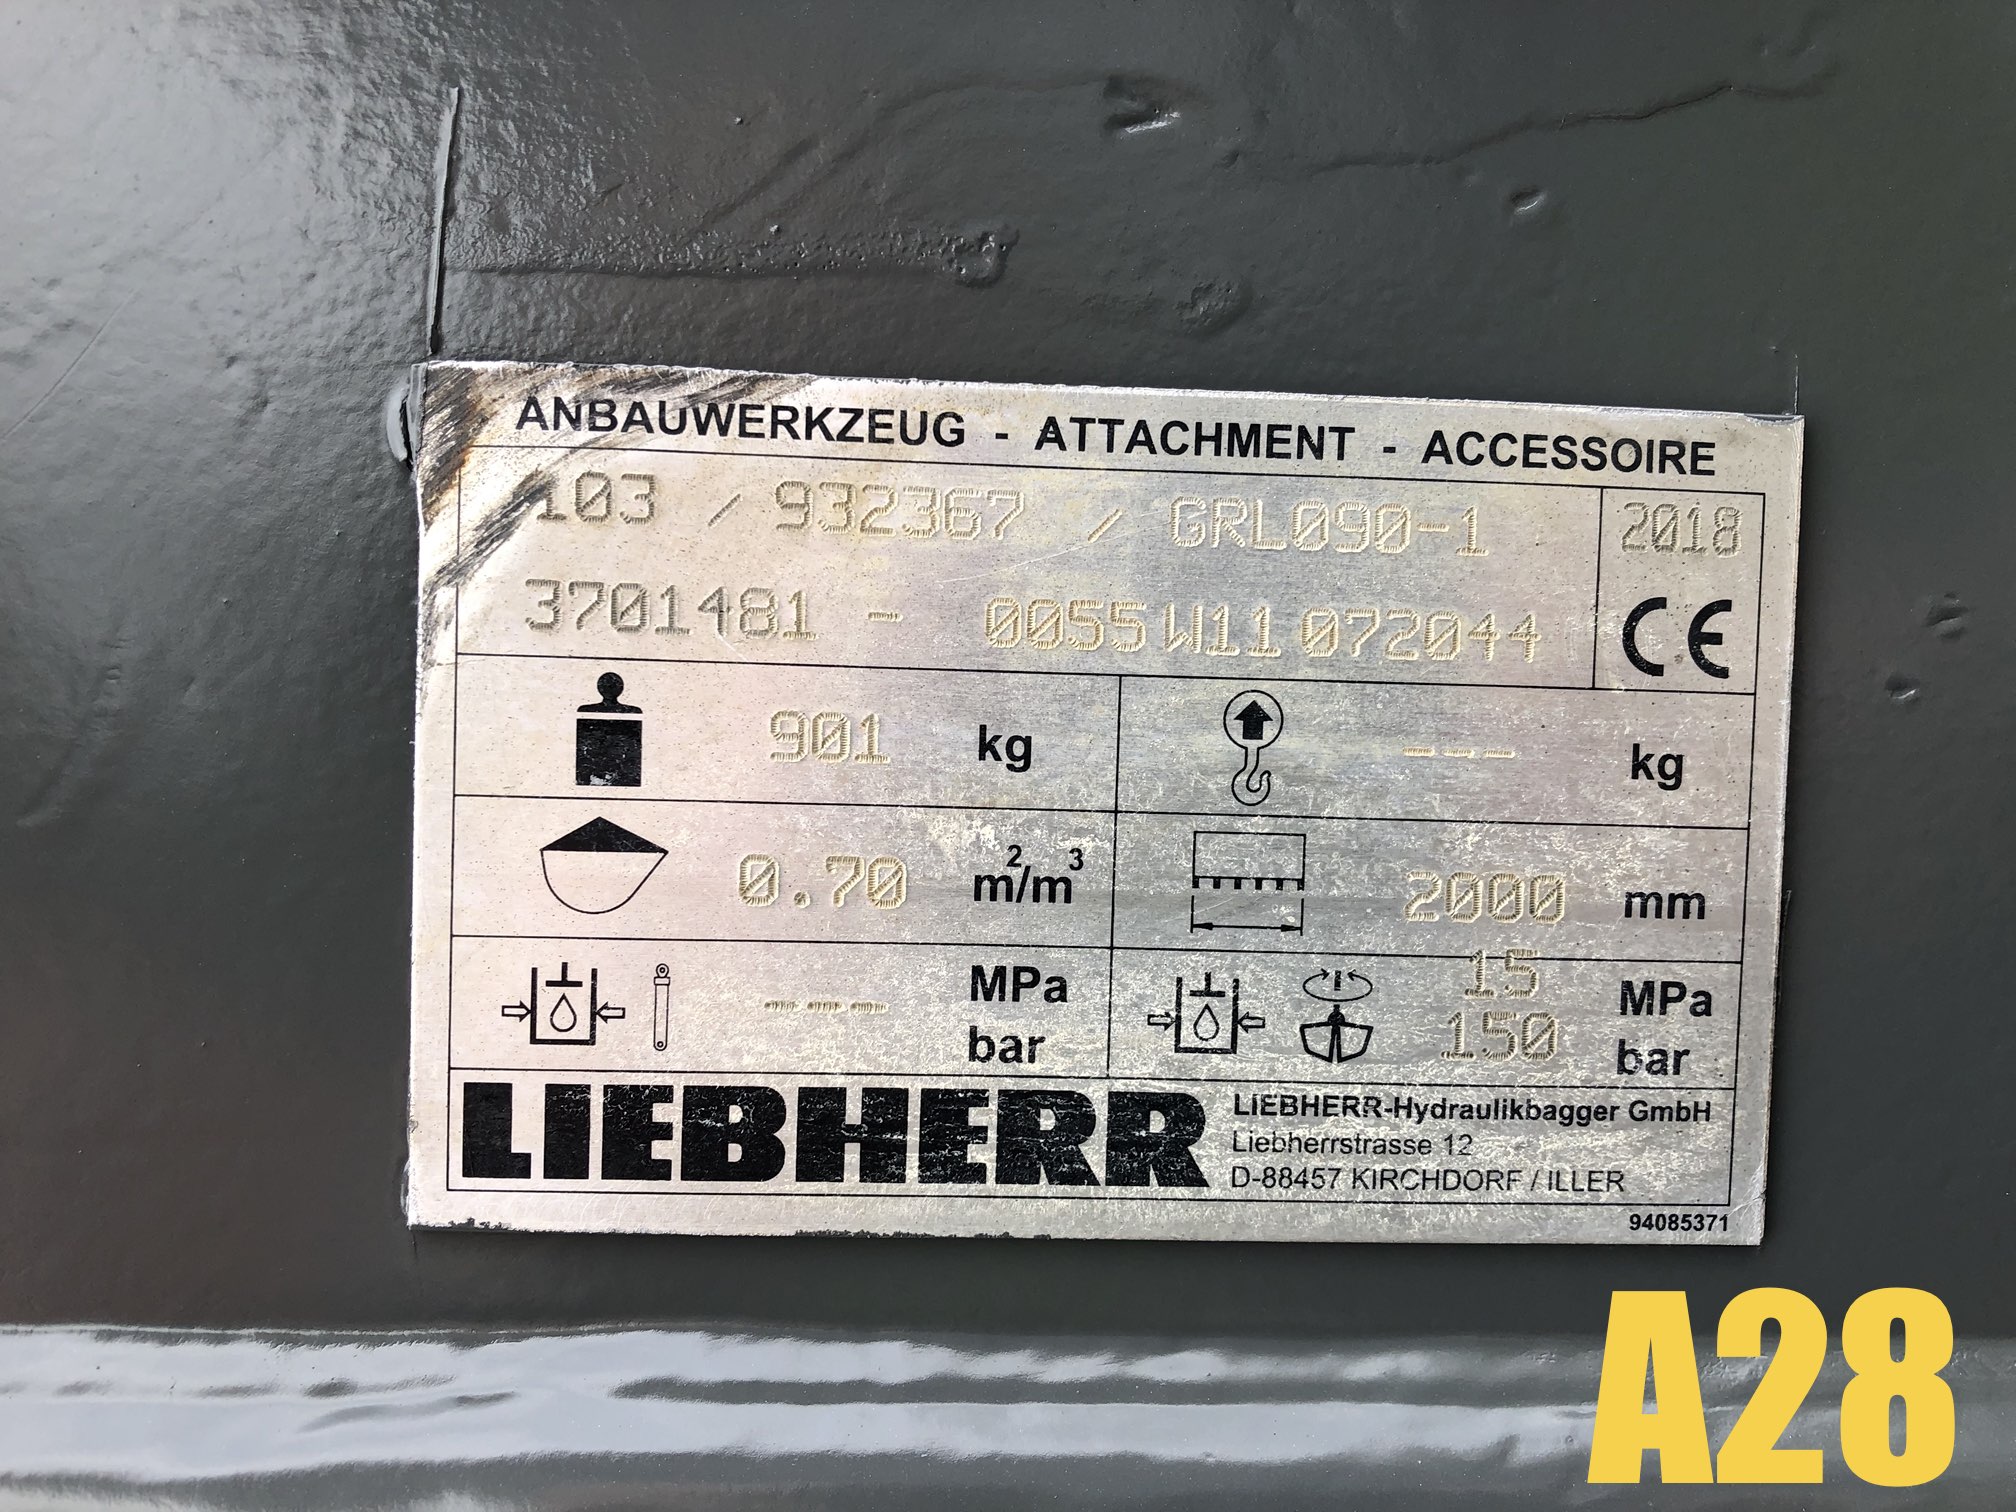 ANBAUWERKZEUG - ATTACHMENT - ACCESSOIRE
103 / 932367 / GRL090-1 2018
3701481 - 0055 W11 072044 CE
901 kg ---.- kg
0.70 m²/m³ 2000 mm
--- MPa bar 15 MPa
150 bar
LIEBHERR
LIEBHERR-Hydraulikbagger GmbH
Liebherrstrasse 12
D-88457 KIRCHDORF / ILLER
94085371
A28